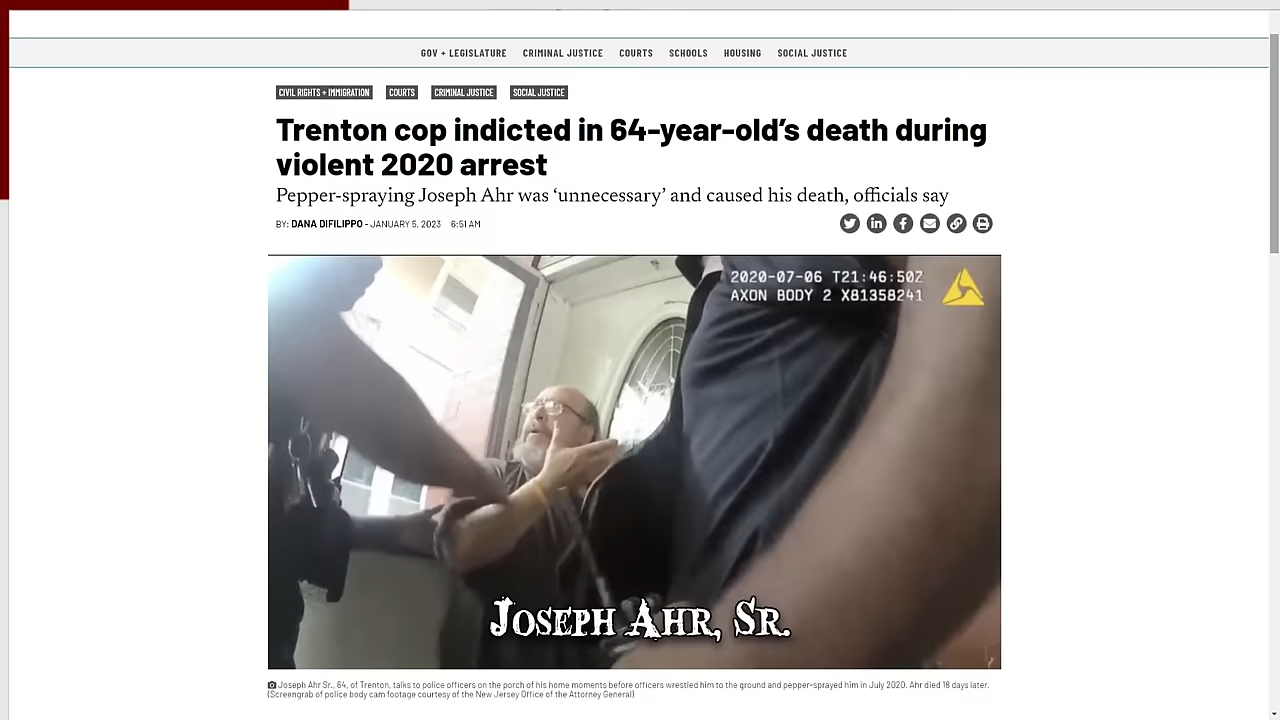 GOV + LEGISLATURE CRIMINAL JUSTICE COURTS SCHOOLS HOUSING SOCIAL JUSTICE
CIVIL RIGHTS + IMMIGRATION COURTS CRIMINAL JUSTICE SOCIAL JUSTICE
Trenton cop indicted in 64-year-old’s death during
violent 2020 arrest
Pepper-spraying Joseph Ahr was ‘unnecessary’ and caused his death, officials say
BY: DANA DIFILIPPO - JANUARY 5, 2023 6:51 AM
2020-07-06 T21:46:50Z
AXON BODY 2 X81358241
JOSEPH AHR, SR.
Joseph Ahr Sr., 64, of Trenton, talks to police officers on the porch of his home moments before officers wrestled him to the ground and pepper-sprayed him in July 2020. Ahr died 18 days later.
(Screengrab of police body cam footage courtesy of the New Jersey Office of the Attorney General)